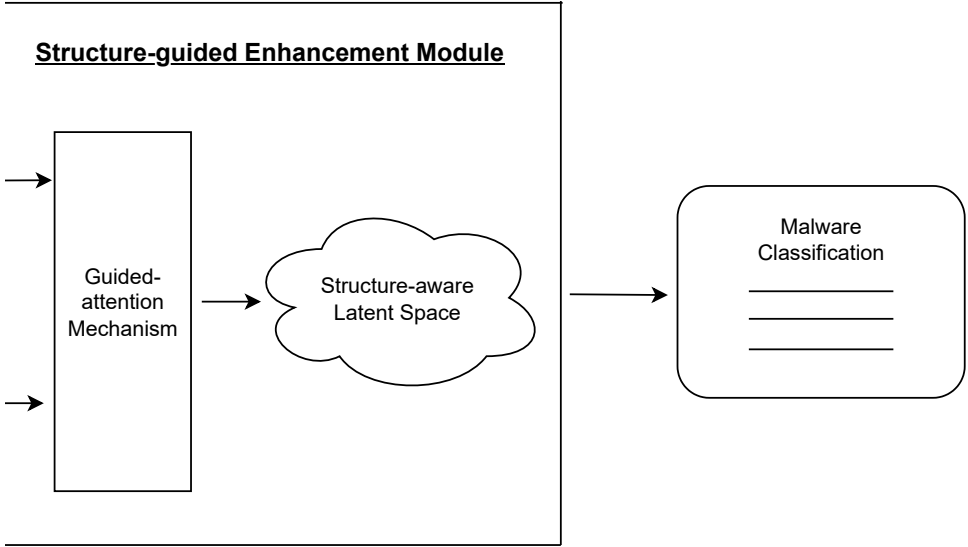 Structure-guided Enhancement Module
Guided-
attention
Mechanism
Structure-aware
Latent Space
Malware
Classification